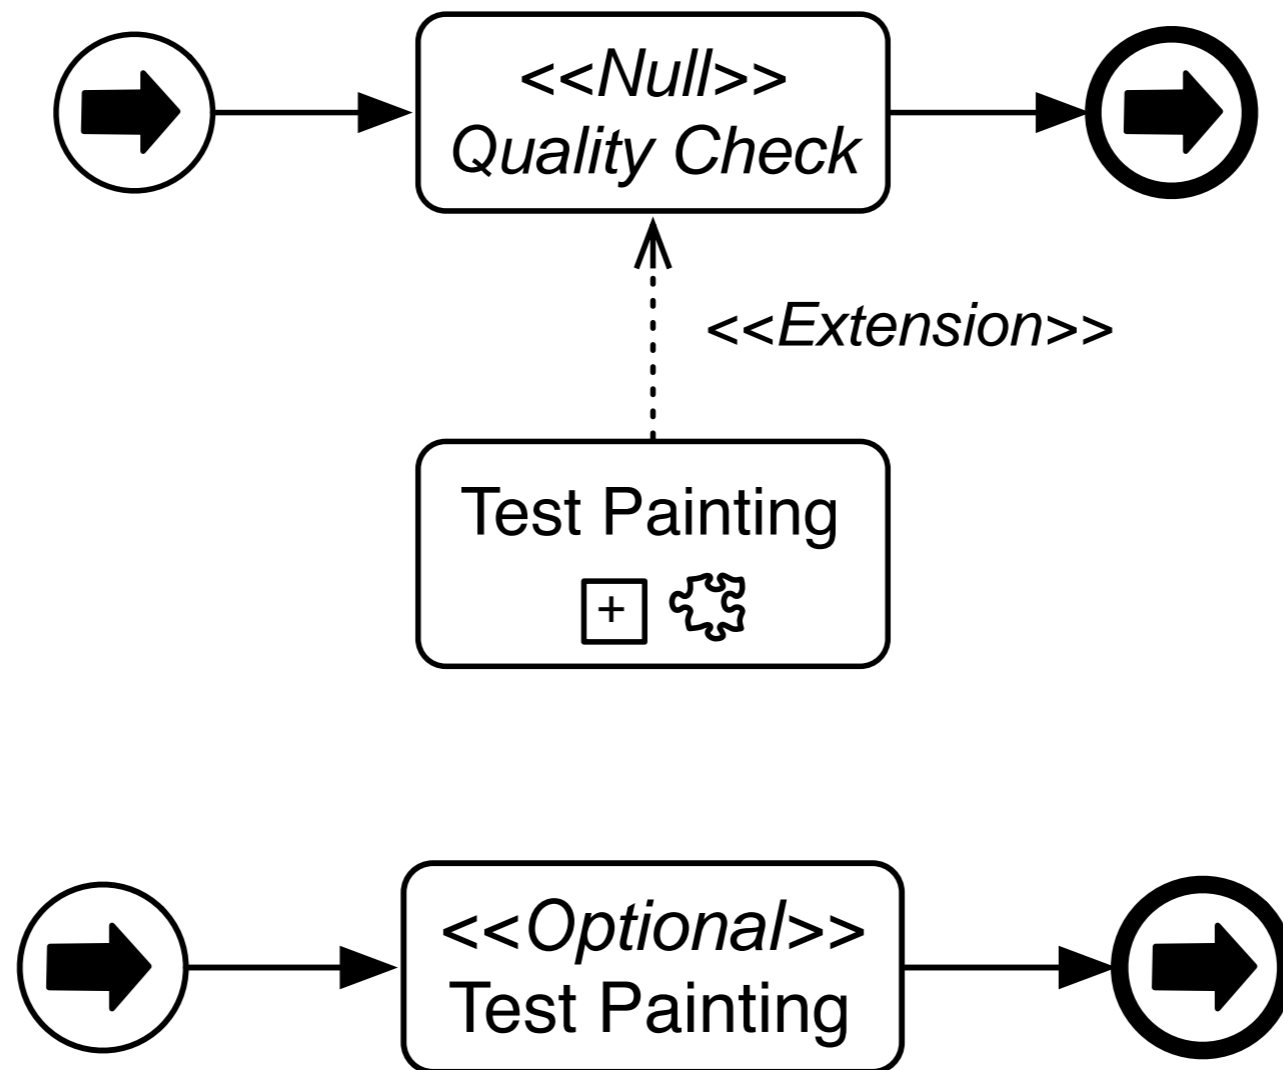 <<Null>>
Quality Check
<<Extension>>
Test Painting
+
<<Optional>>
Test Painting